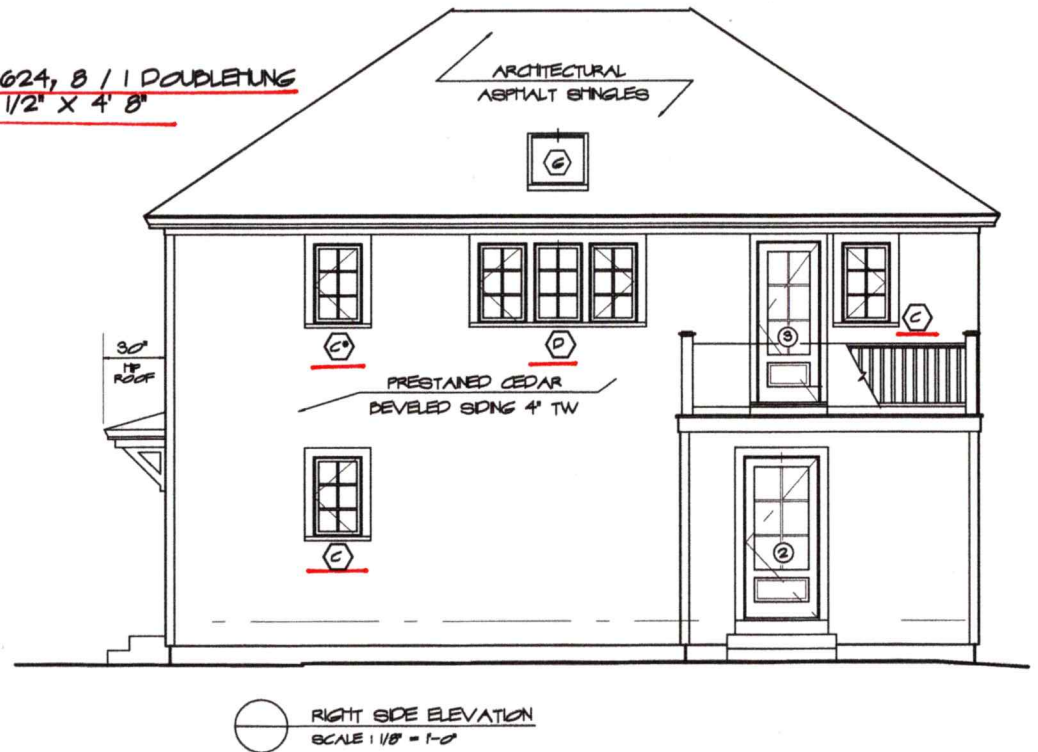 624, 8 / 1 DOUBLEHUNG
1/2" X 4' 8"
ARCHITECTURAL
ASPHALT SHINGLES
G
C
C*
D
3
30"
HIP
ROOF
PRESTAINED CEDAR
BEVELED SIDING 4" TW
C
2
RIGHT SIDE ELEVATION
SCALE : 1/8" = 1'-0"